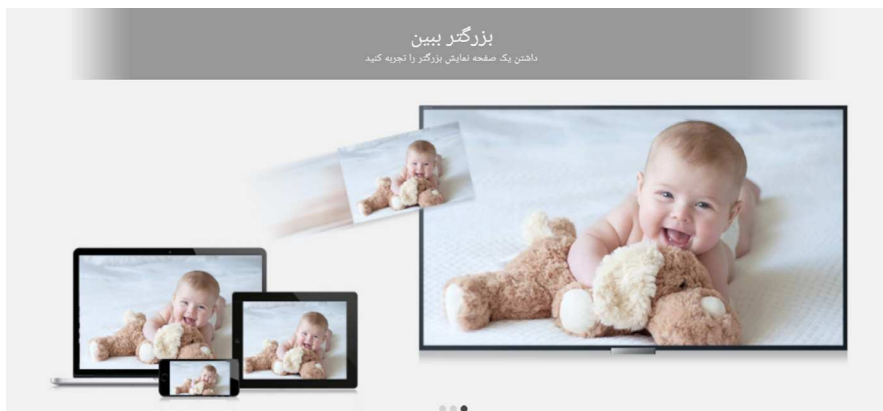 بزرگتر ببین
داشتن یک صفحه نمایش بزرگتر را تجربه کنید